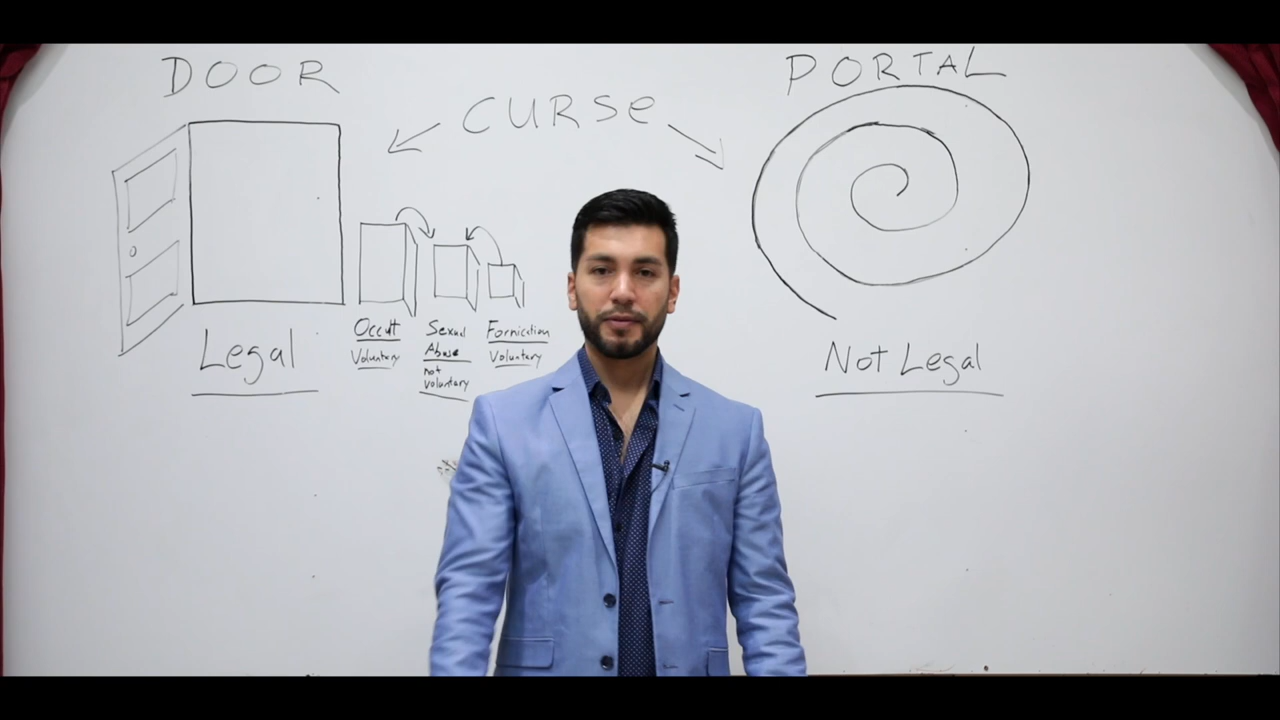 DOOR
PORTAL
CURSE
Occult
Voluntary
Sexual
Abuse
not
voluntary
Fornication
Voluntary
Legal
Not Legal